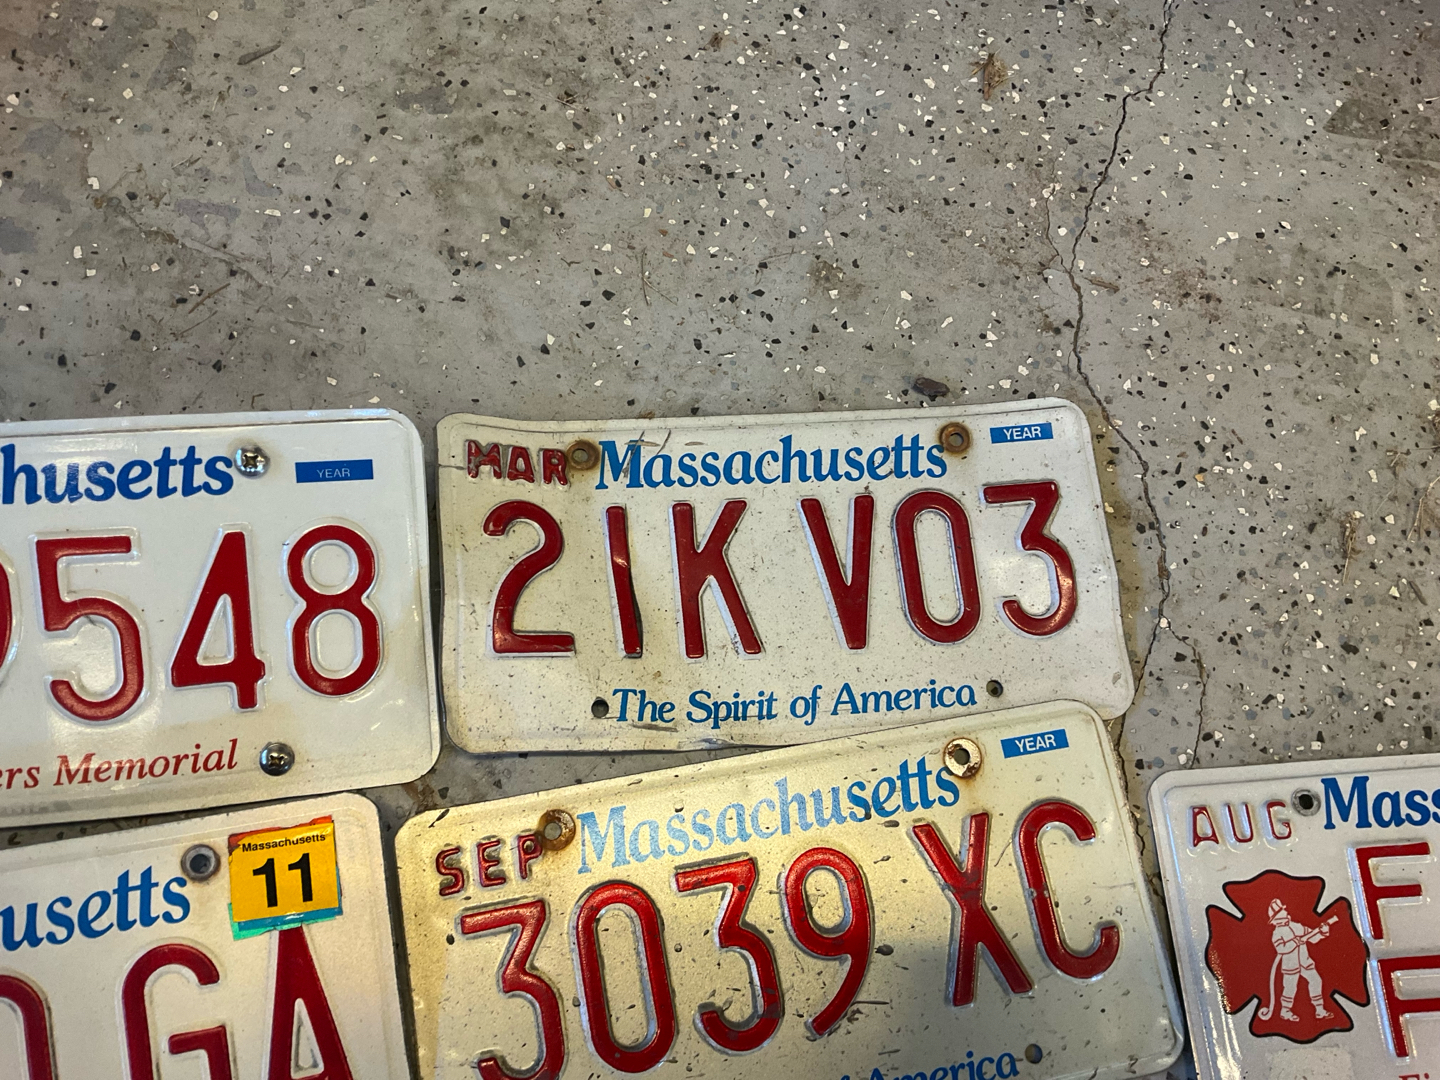 husetts YEAR
548
ers Memorial
MAR Massachusetts YEAR
21K V03
The Spirit of America
usetts Massachusetts 11
GA
SEP Massachusetts YEAR
3039 XC
America
AUG Mass
F
F